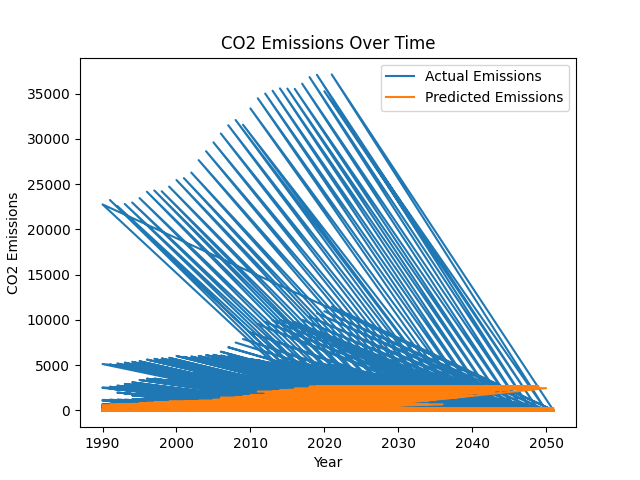 CO2 Emissions Over Time
Actual Emissions
Predicted Emissions
CO2 Emissions
35000
30000
25000
20000
15000
10000
5000
0
1990 2000 2010 2020 2030 2040 2050
Year